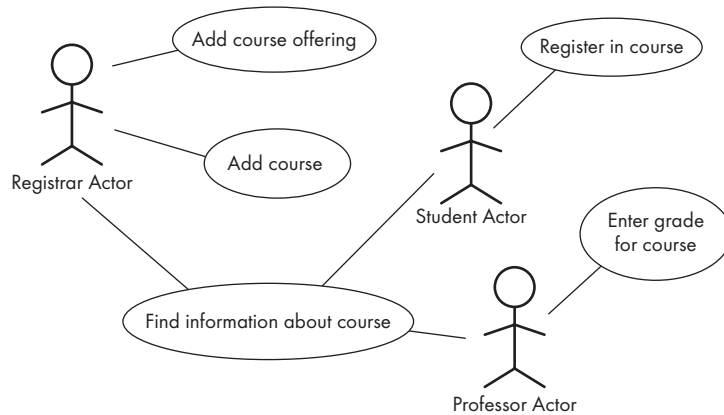 Add course offering
Register in course
Add course
Registrar Actor
Student Actor
Enter grade
for course
Find information about course
Professor Actor